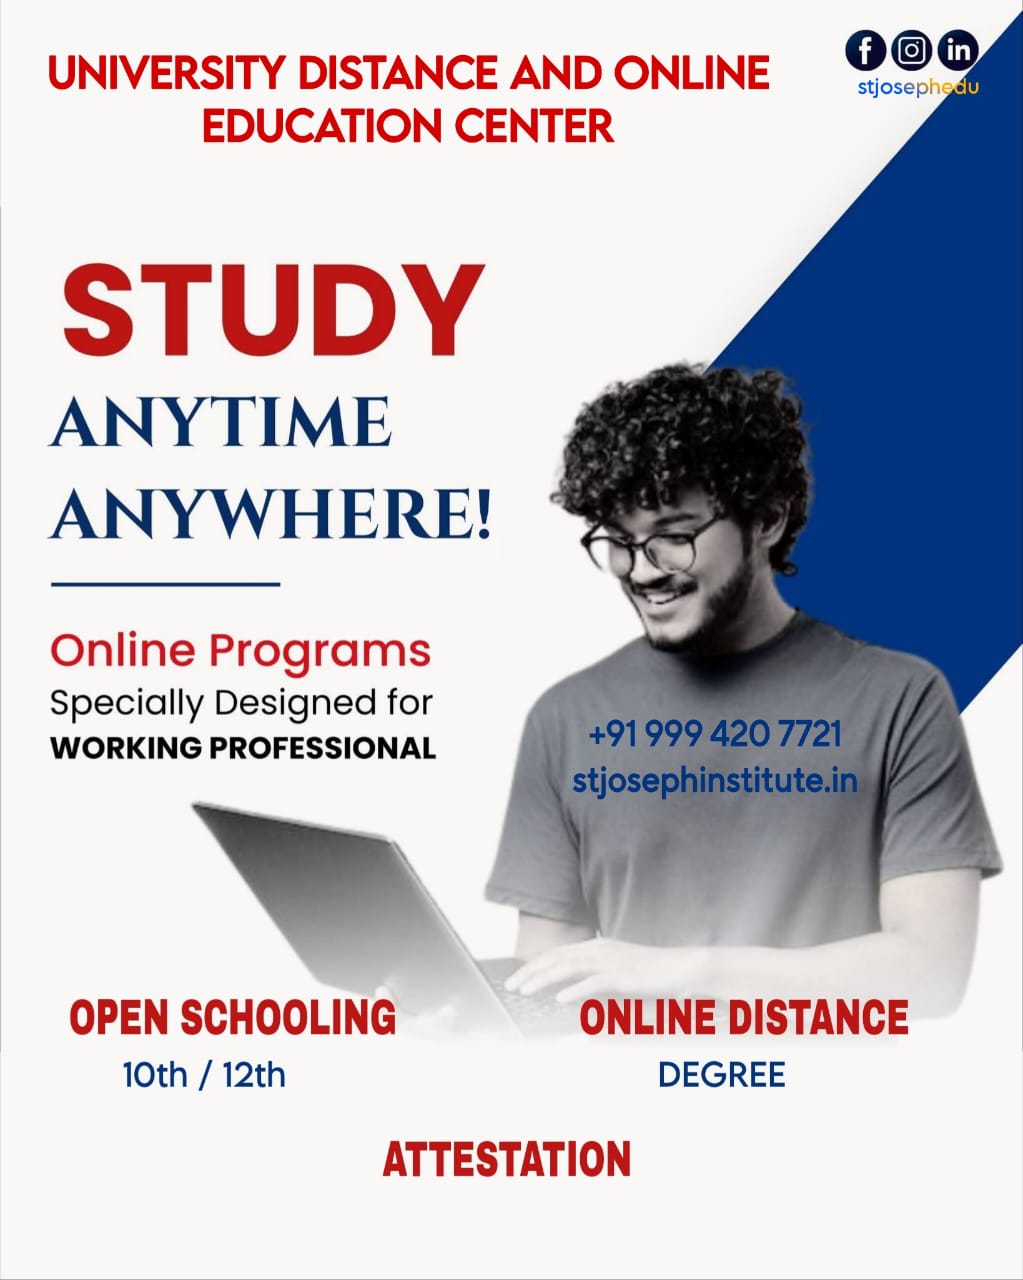 UNIVERSITY DISTANCE AND ONLINE
EDUCATION CENTER
f in
stjosephedu
STUDY
ANYTIME
ANYWHERE!
Online Programs
Specially Designed for
WORKING PROFESSIONAL
+91 999 420 7721
stjosephinstitute.in
OPEN SCHOOLING
10th / 12th
ONLINE DISTANCE
DEGREE
ATTESTATION